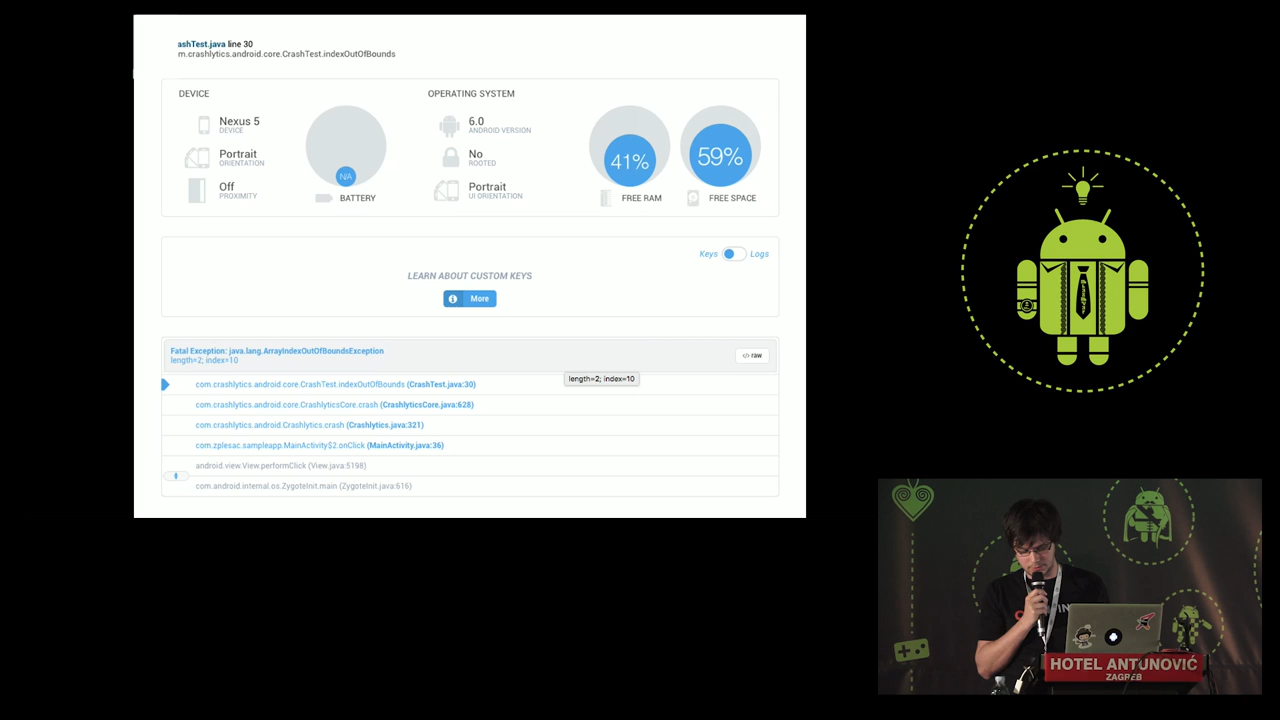 ashTest.java line 30
m.crashlytics.android.core.CrashTest.indexOutOfBounds
DEVICE
Nexus 5
DEVICE
Portrait
ORIENTATION
Off
PROXIMITY
N/A
BATTERY
OPERATING SYSTEM
6.0
ANDROID VERSION
No
ROOTED
Portrait
UI ORIENTATION
41%
FREE RAM
59%
FREE SPACE
Keys Logs
LEARN ABOUT CUSTOM KEYS
More
Fatal Exception: java.lang.ArrayIndexOutOfBoundsException
length=2; index=10
</> raw
length=2; index=10
com.crashlytics.android.core.CrashTest.indexOutOfBounds (CrashTest.java:30)
com.crashlytics.android.core.CrashlyticsCore.crash (CrashlyticsCore.java:628)
com.crashlytics.android.Crashlytics.crash (Crashlytics.java:321)
com.zplesac.sampleapp.MainActivity$2.onClick (MainActivity.java:36)
android.view.View.performClick (View.java:5198)
com.android.internal.os.ZygoteInit.main (ZygoteInit.java:616)
HOTEL ANTUNOVIĆ
ZAGREB